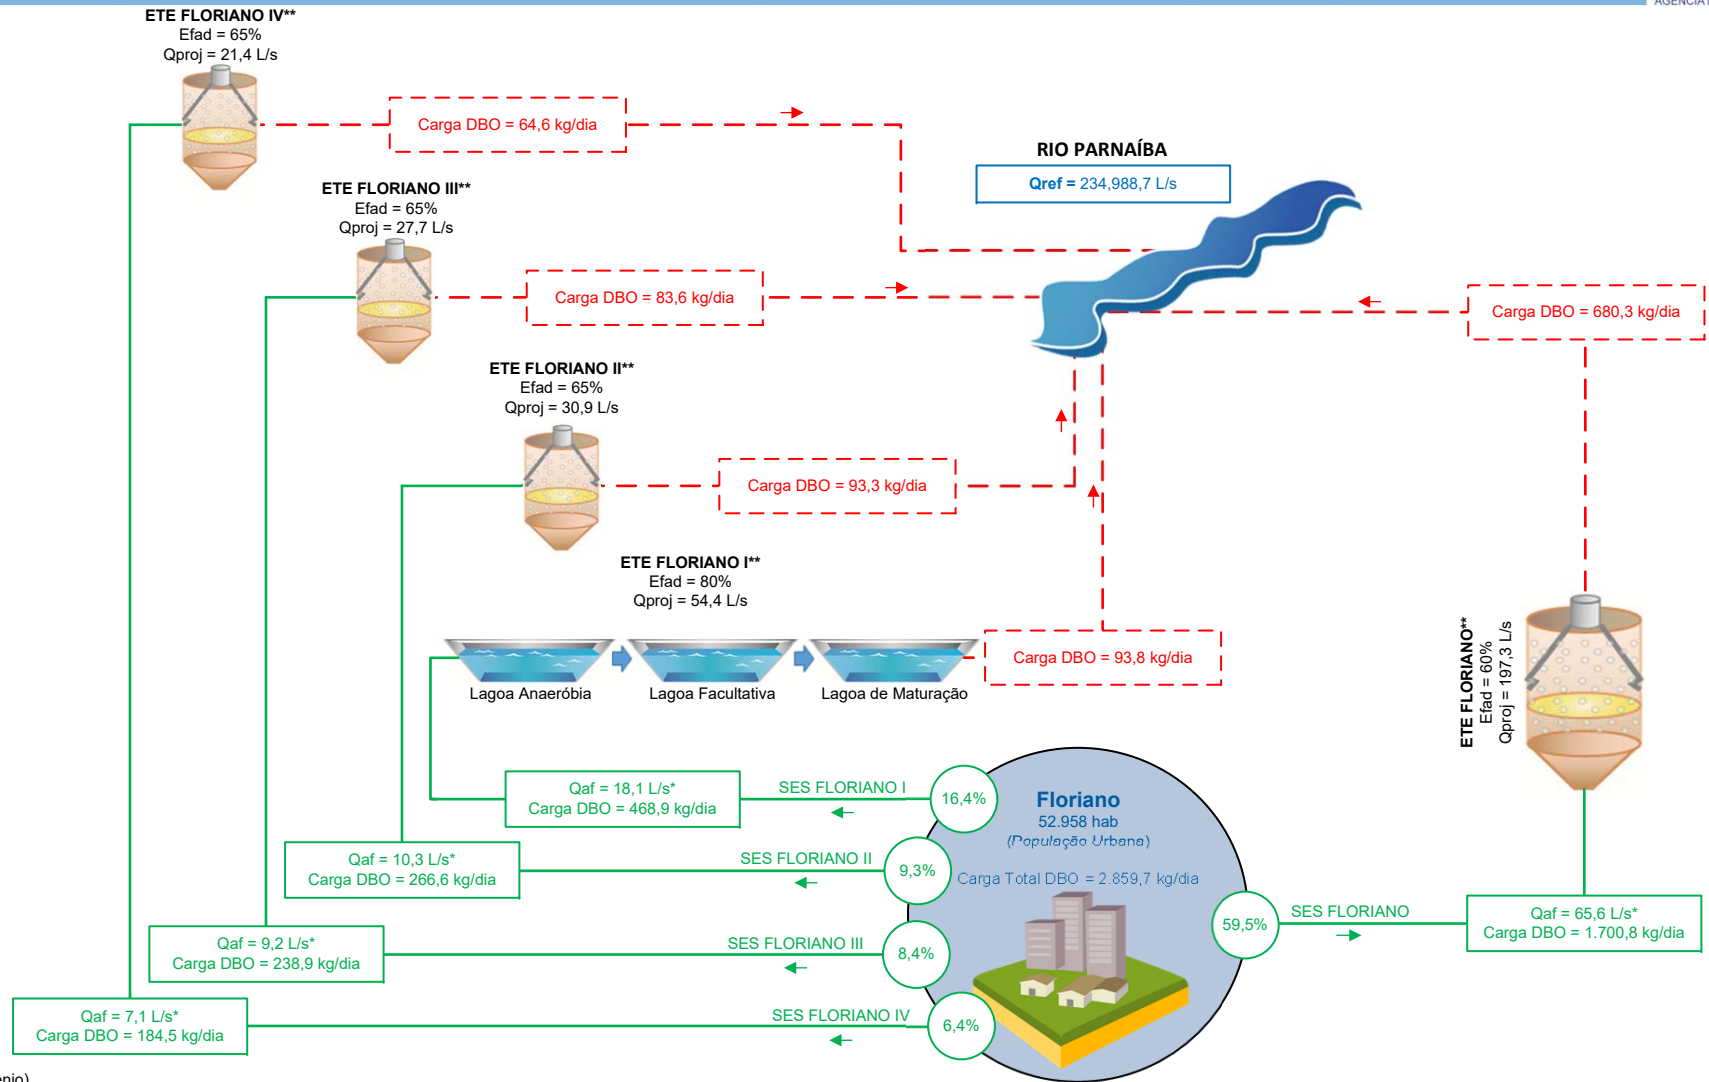 ETE FLORIANO IV**
Efad = 65%
Qproj = 21,4 L/s
Carga DBO = 64,6 kg/dia
RIO PARNAÍBA
Qref = 234,988,7 L/s
ETE FLORIANO III**
Efad = 65%
Qproj = 27,7 L/s
Carga DBO = 83,6 kg/dia
Carga DBO = 680,3 kg/dia
ETE FLORIANO II**
Efad = 65%
Qproj = 30,9 L/s
Carga DBO = 93,3 kg/dia
ETE FLORIANO I**
Efad = 80%
Qproj = 54,4 L/s
Carga DBO = 93,8 kg/dia
Lagoa Anaeróbia
Lagoa Facultativa
Lagoa de Maturação
ETE FLORIANO**
Efad = 60%
Qproj = 197,3 L/s
Qaf = 18,1 L/s*
Carga DBO = 468,9 kg/dia
SES FLORIANO I
16,4%
Floriano
52.958 hab
(População Urbana)
Carga Total DBO = 2.859,7 kg/dia
Qaf = 10,3 L/s*
Carga DBO = 266,6 kg/dia
SES FLORIANO II
9,3%
59,5%
SES FLORIANO
Qaf = 65,6 L/s*
Carga DBO = 1.700,8 kg/dia
Qaf = 9,2 L/s*
Carga DBO = 238,9 kg/dia
SES FLORIANO III
8,4%
Qaf = 7,1 L/s*
Carga DBO = 184,5 kg/dia
SES FLORIANO IV
6,4%